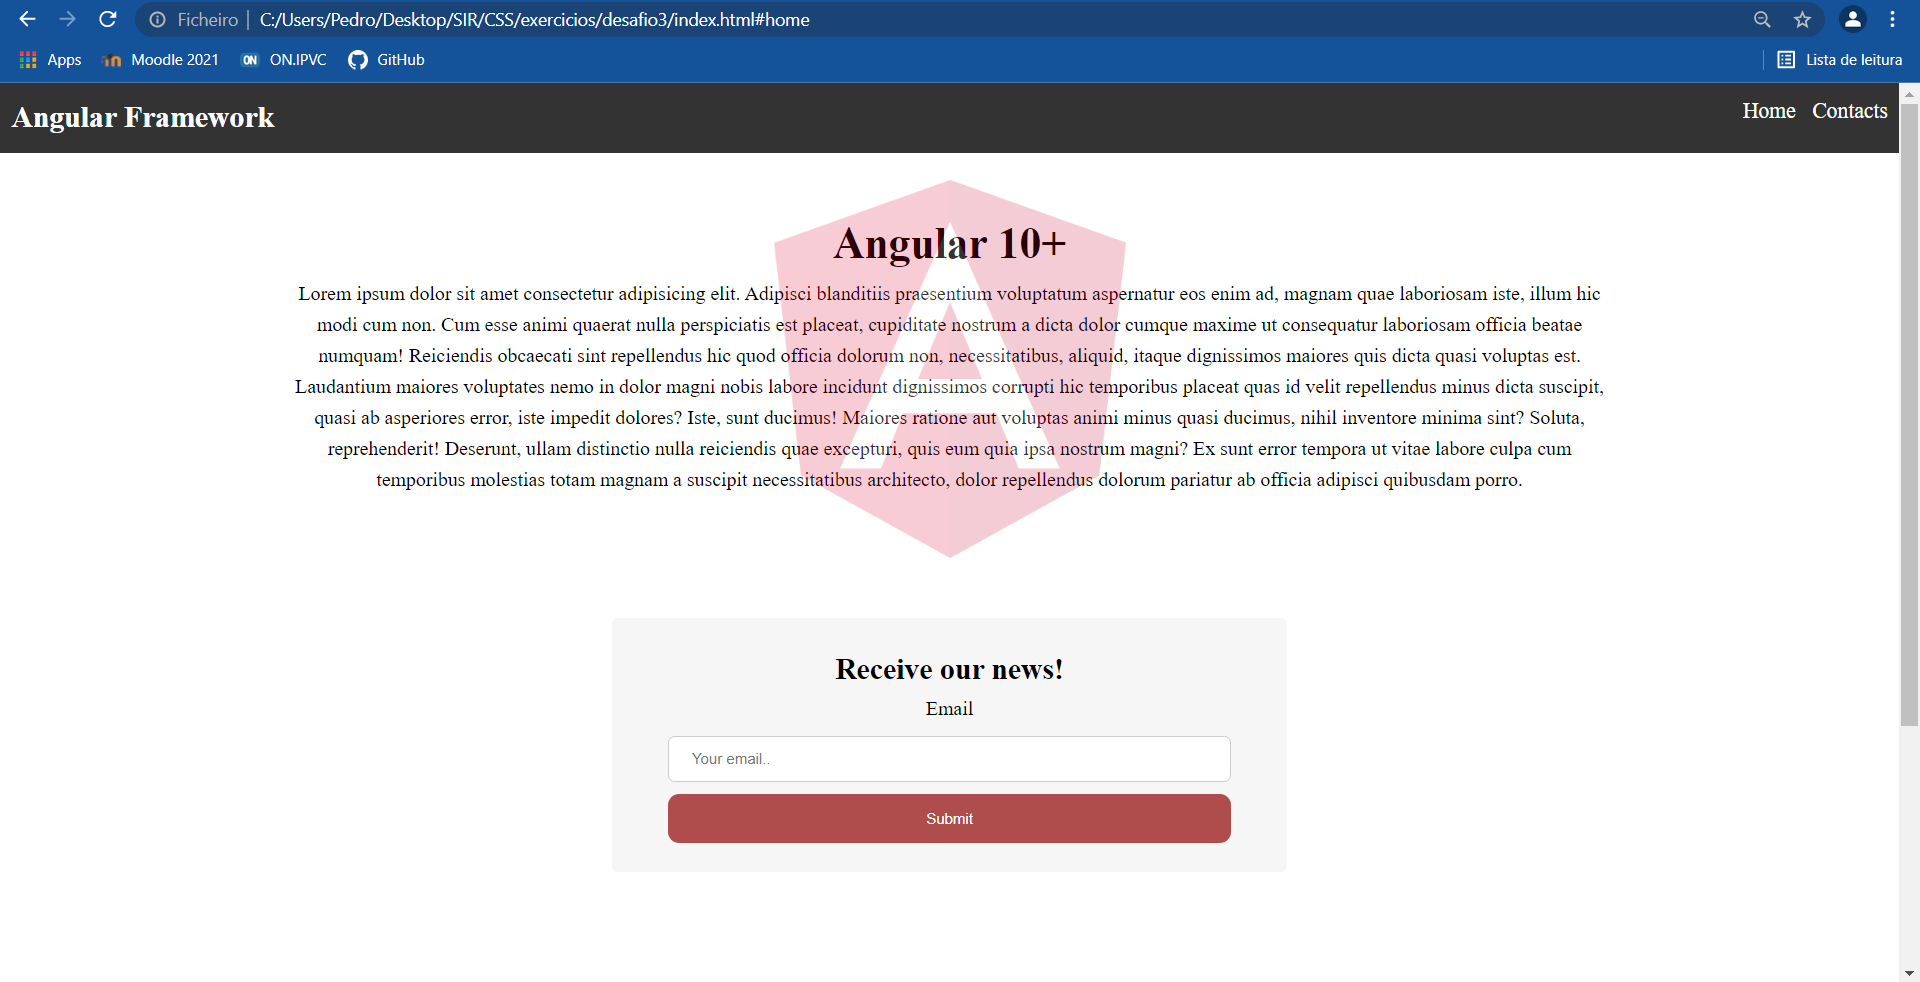 Ficheiro | C:/Users/Pedro/Desktop/SIR/CSS/exercicios/desafio3/index.html#home
Apps Moodle 2021 ON ON.IPVC GitHub Lista de leitura
Angular Framework Home Contacts
Angular 10+
Lorem ipsum dolor sit amet consectetur adipisicing elit. Adipisci blanditiis praesentium voluptatum aspernatur eos enim ad, magnam quae laboriosam iste, illum hic
modi cum non. Cum esse animi quaerat nulla perspiciatis est placeat, cupiditate nostrum a dicta dolor cumque maxime ut consequatur laboriosam officia beatae
numquam! Reiciendis obcaecati sint repellendus hic quod officia dolorum non, necessitatibus, aliquid, itaque dignissimos maiores quis dicta quasi voluptas est.
Laudantium maiores voluptates nemo in dolor magni nobis labore incidunt dignissimos corrupti hic temporibus placeat quas id velit repellendus minus dicta suscipit,
quasi ab asperiores error, iste impedit dolores? Iste, sunt ducimus! Maiores ratione aut voluptas animi minus quasi ducimus, nihil inventore minima sint? Soluta,
reprehenderit! Deserunt, ullam distinctio nulla reiciendis quae excepturi, quis eum quia ipsa nostrum magni? Ex sunt error tempora ut vitae labore culpa cum
temporibus molestias totam magnam a suscipit necessitatibus architecto, dolor repellendus dolorum pariatur ab officia adipisci quibusdam porro.
Receive our news!
Email
Your email..
Submit